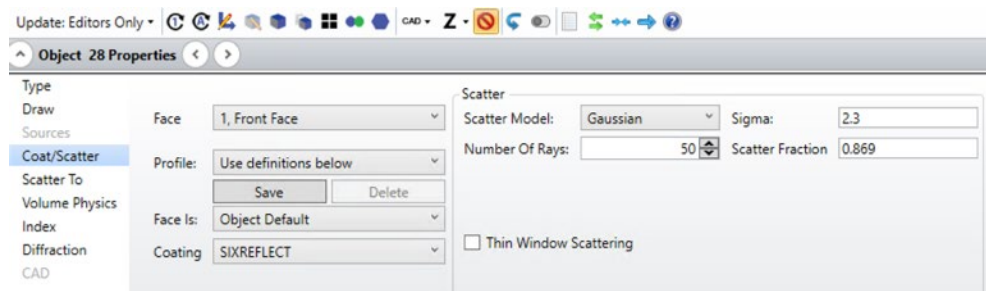 Update: Editors Only CAD Z
Object 28 Properties
Type
Draw
Sources
Coat/Scatter
Scatter To
Volume Physics
Index
Diffraction
CAD
Face 1, Front Face
Profile: Use definitions below
Save Delete
Face Is: Object Default
Coating SIXREFLECT
Scatter
Scatter Model: Gaussian Sigma: 2.3
Number Of Rays: 50 Scatter Fraction 0.869
Thin Window Scattering